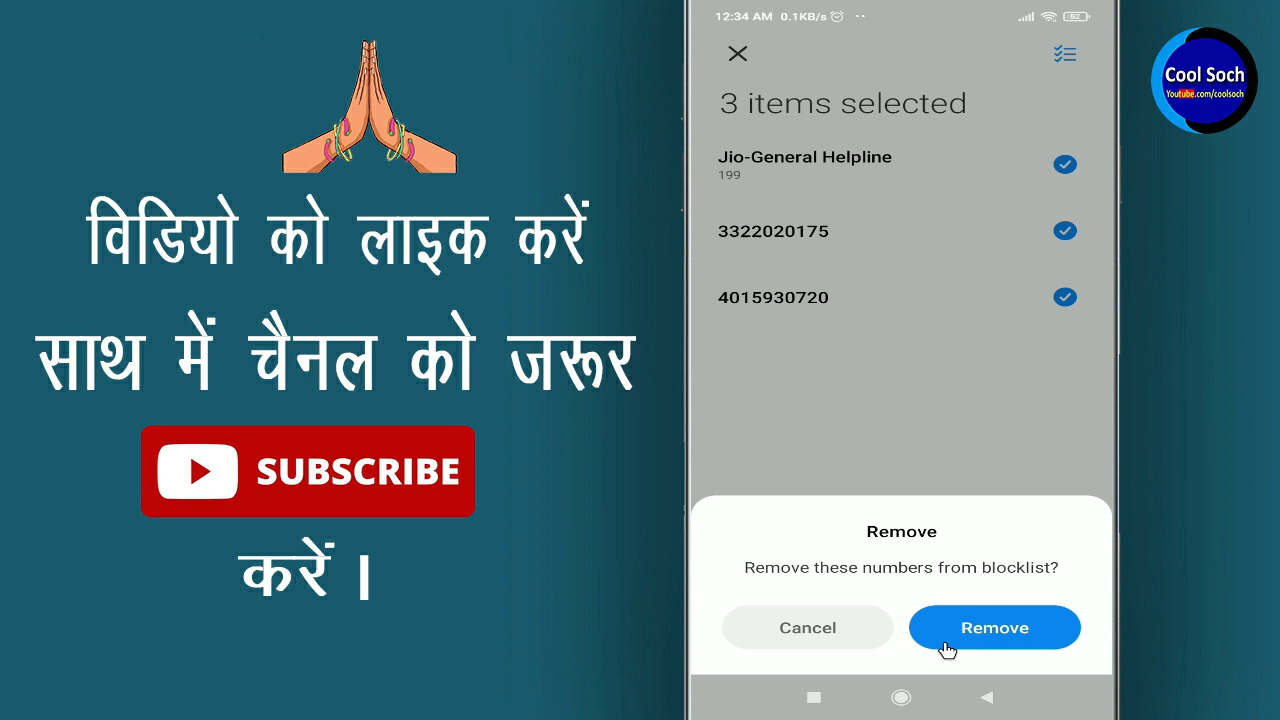 विडियो को लाइक करें
साथ में चैनल को जरूर
SUBSCRIBE
करें ।
12:34 AM 0.1KB/s
62
3 items selected
Jio-General Helpline
199
3322020175
4015930720
Remove
Remove these numbers from blocklist?
Cancel
Remove
Cool Soch
Youtube.com/coolsoch